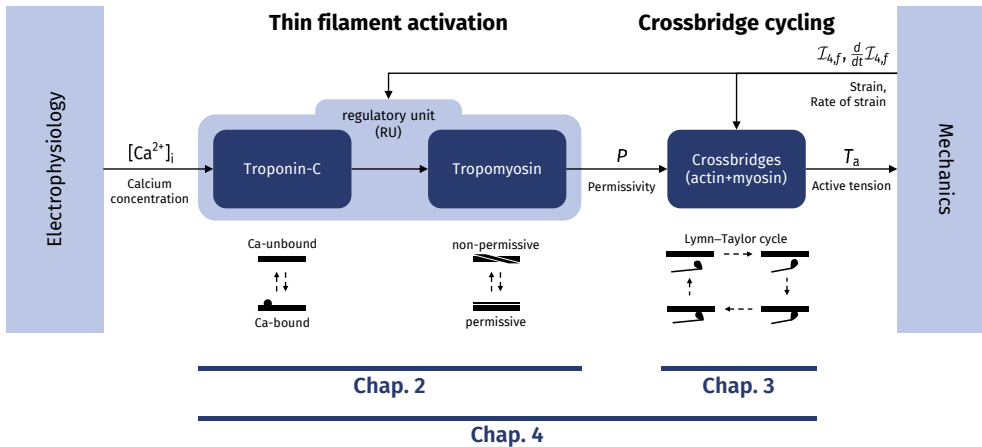 Thin filament activation
Crossbridge cycling
Electrophysiology
[Ca²⁺]ᵢ
Calcium
concentration
regulatory unit
(RU)
Troponin-C
Tropomyosin
P
Permissivity
Crossbridges
(actin+myosin)
𝓘₄,f, d/dt 𝓘₄,f
Strain,
Rate of strain
Tₐ
Active tension
Mechanics
Ca-unbound
Ca-bound
non-permissive
permissive
Lymn–Taylor cycle
Chap. 2
Chap. 3
Chap. 4